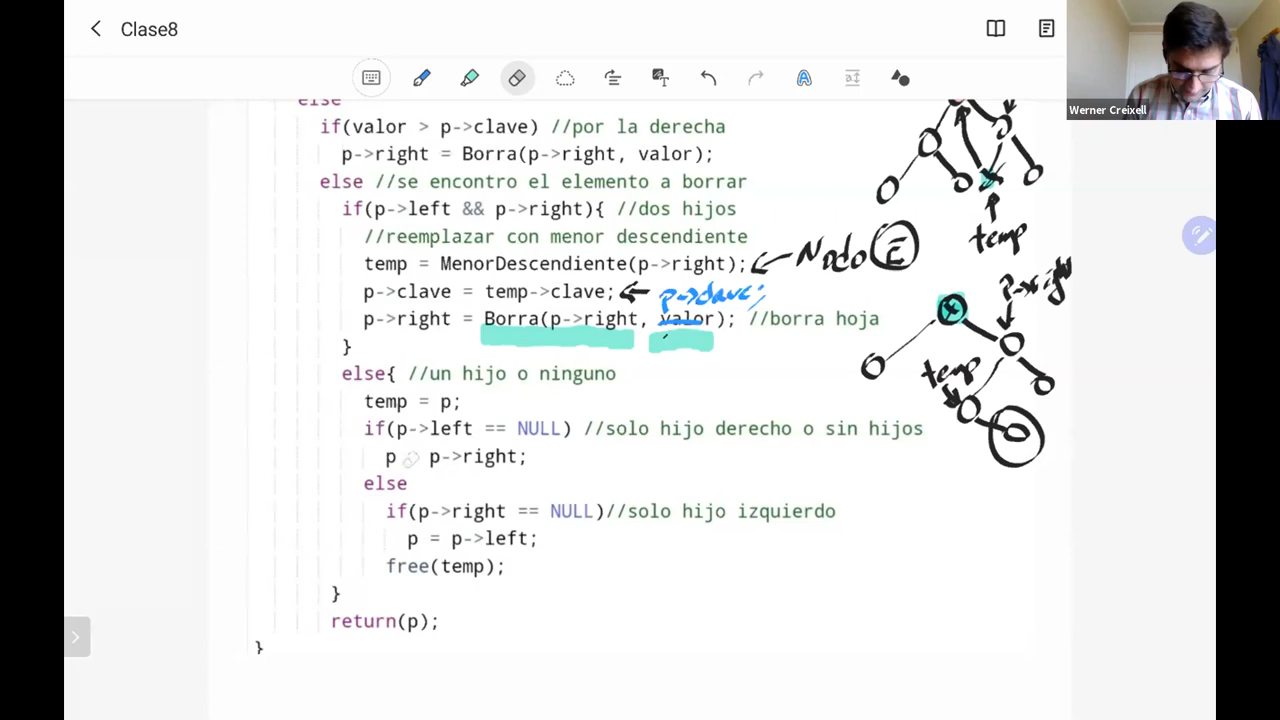 Clase8
Werner Creixell
else
if(valor > p->clave) //por la derecha
p->right = Borra(p->right, valor);
else //se encontro el elemento a borrar
if(p->left && p->right){ //dos hijos
//reemplazar con menor descendiente
temp = MenorDescendiente(p->right);
Nodo E
p->clave = temp->clave;
p->clave;
p->right = Borra(p->right, valor); //borra hoja
}
else{ //un hijo o ninguno
temp = p;
if(p->left == NULL) //solo hijo derecho o sin hijos
p p->right;
else
if(p->right == NULL)//solo hijo izquierdo
p = p->left;
free(temp);
}
return(p);
}
temp
p->right
temp